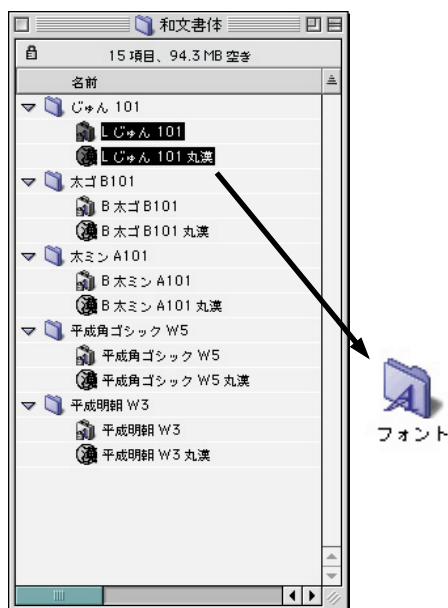 和文書体
15 項目、94.3 MB 空き
名前
じゅん 101
L じゅん 101
L じゅん 101 丸漢
太ゴ B101
B 太ゴ B101
B 太ゴ B101 丸漢
太ミン A101
B 太ミン A101
B 太ミン A101 丸漢
平成角ゴシック W5
平成角ゴシック W5
平成角ゴシック W5 丸漢
平成明朝 W3
平成明朝 W3
平成明朝 W3 丸漢
フォント